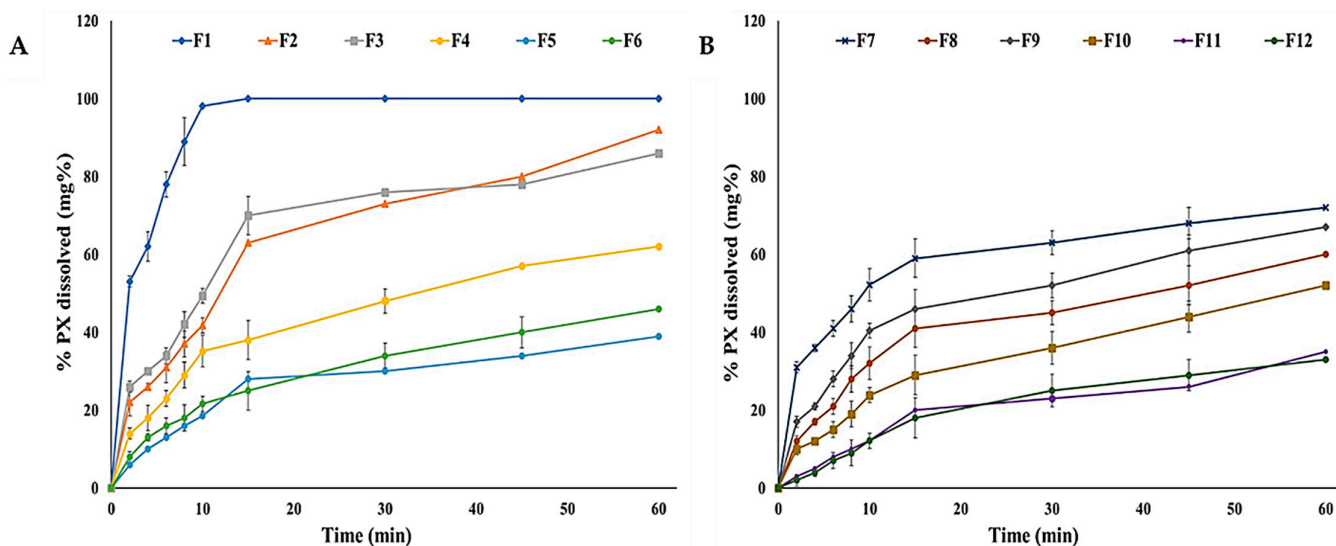 A
F1 F2 F3 F4 F5 F6
120
100
80
60
40
20
0
% PX dissolved (mg%)
0 10 20 30 40 50 60
Time (min)
B
F7 F8 F9 F10 F11 F12
120
100
80
60
40
20
0
% PX dissolved (mg%)
0 10 20 30 40 50 60
Time (min)